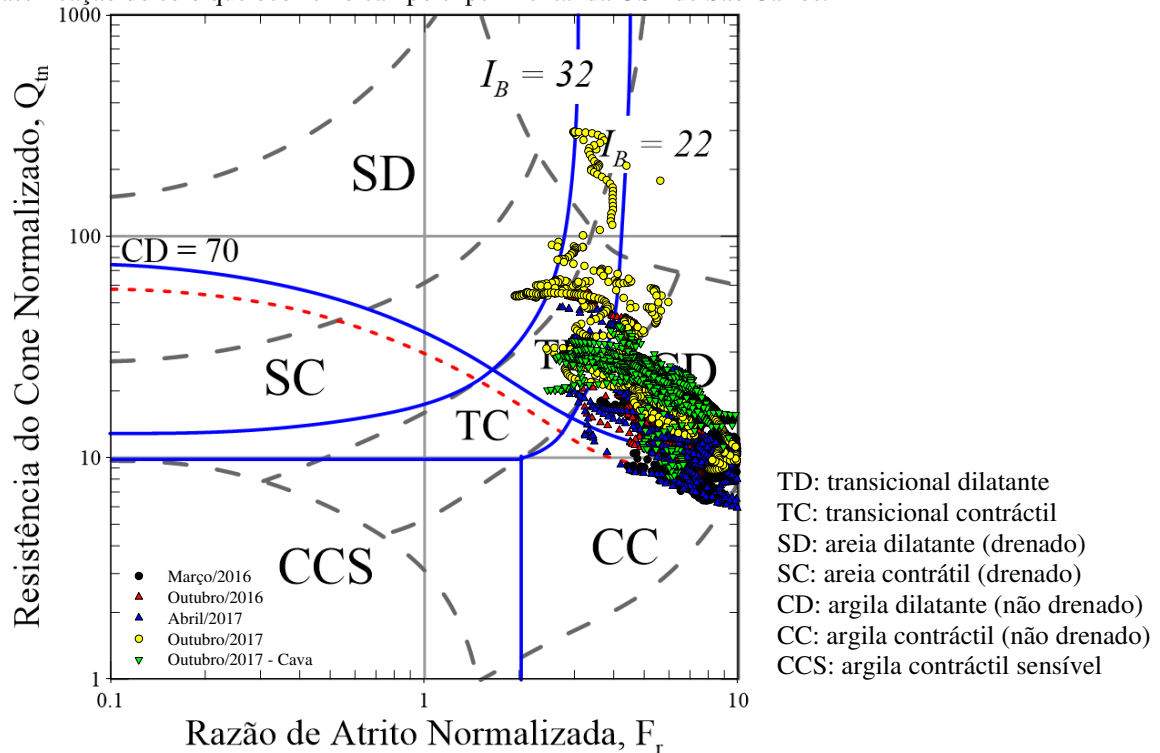 1000
100
10
1
0.1
1
10
Resistência do Cone Normalizado, Qtn
Razão de Atrito Normalizada, Fr
IB = 32
IB = 22
SD
CD = 70
SC
TC
CCS
CC
Março/2016
Outubro/2016
Abril/2017
Outubro/2017
Outubro/2017 - Cava
TD: transicional dilatante
TC: transicional contráctil
SD: areia dilatante (drenado)
SC: areia contrátil (drenado)
CD: argila dilatante (não drenado)
CC: argila contráctil (não drenado)
CCS: argila contráctil sensível